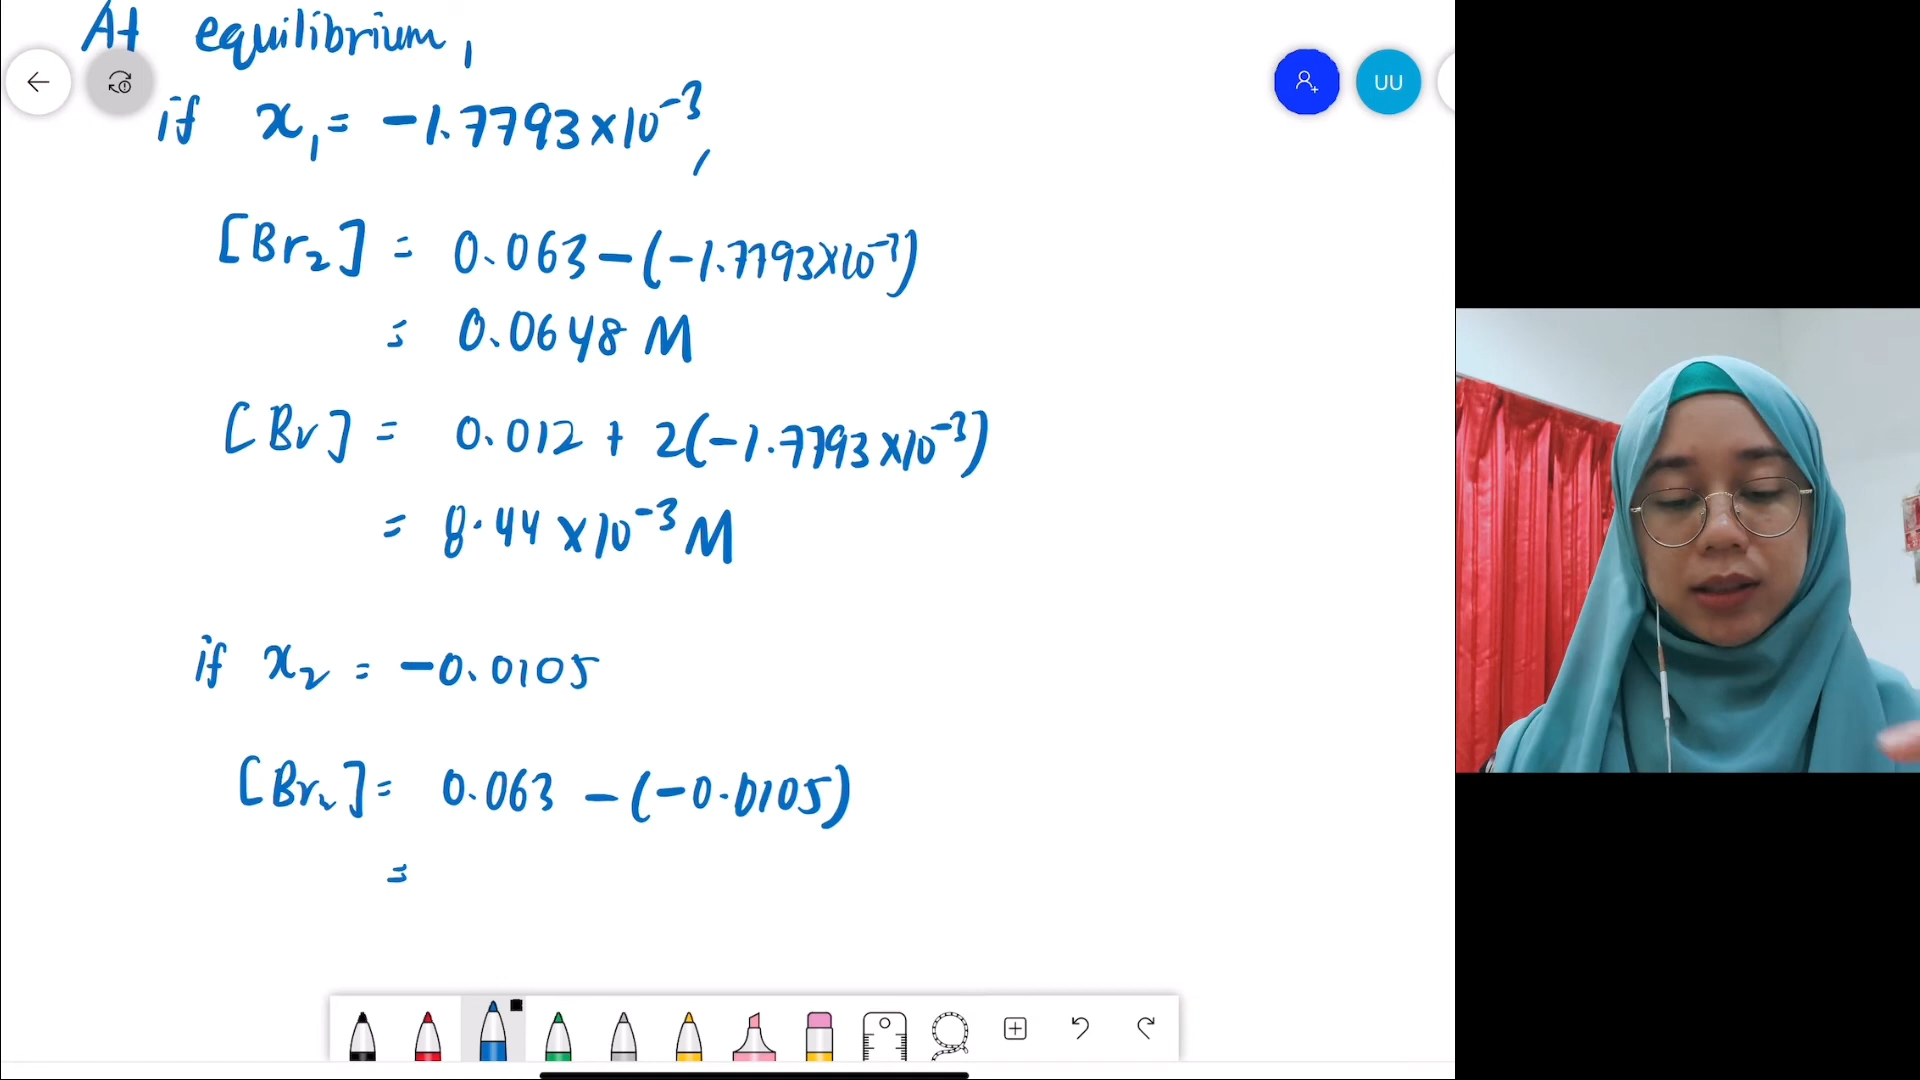 At equilibrium,
if x₁ = -1.7793×10⁻³,
UU
[Br₂] = 0.063 - (-1.7793×10⁻³)
= 0.0648 M
[Br] = 0.012 + 2(-1.7793×10⁻³)
= 8.44 ×10⁻³ M
if x₂ = -0.0105
[Br₂] = 0.063 - (-0.0105)
=